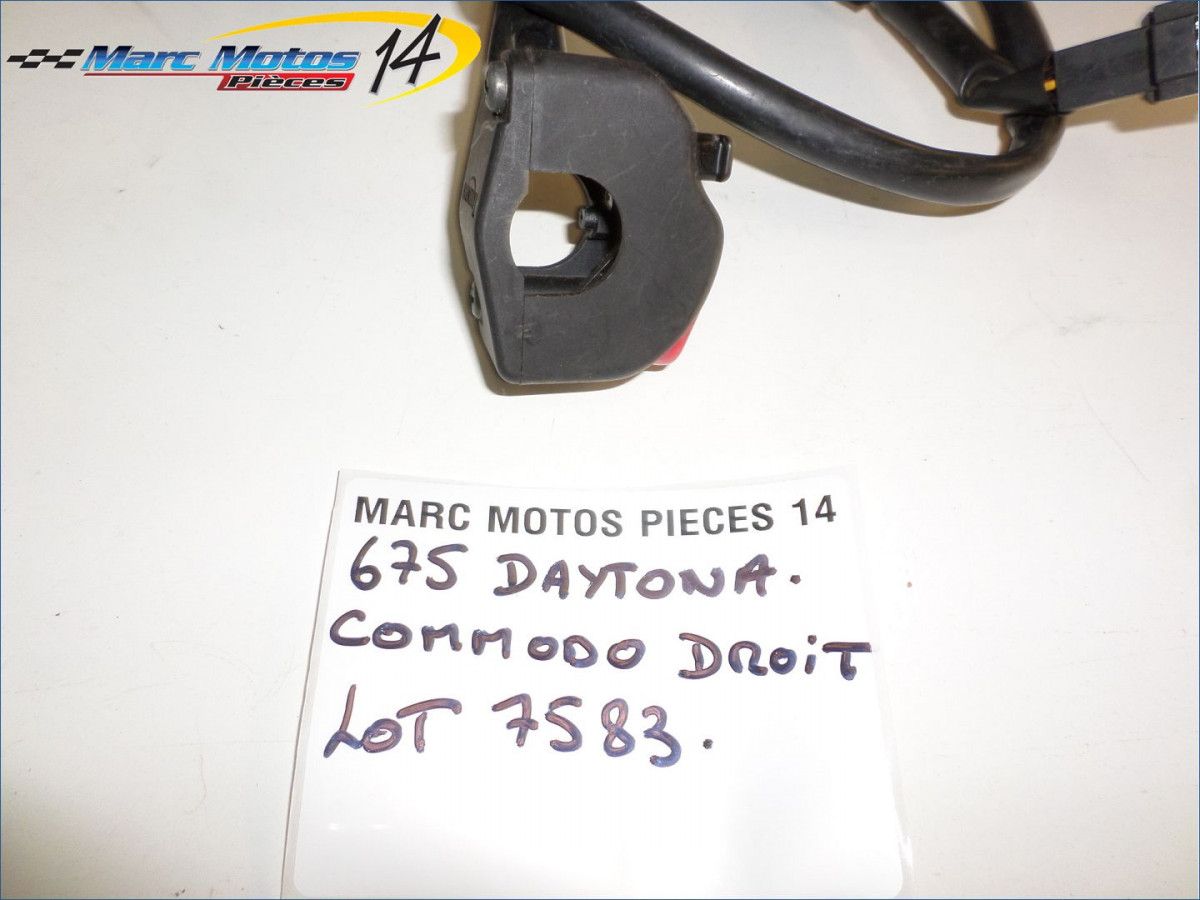 Marc Motos 14
Pièces
MARC MOTOS PIECES 14
675 DAYTONA.
COMMODO DROiT
LOT 7583.